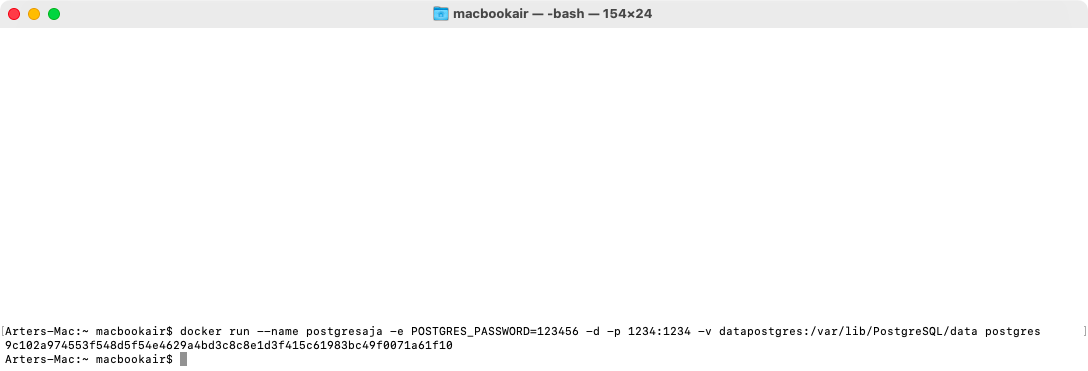 macbookair — -bash — 154×24
[Arters-Mac:~ macbookair$ docker run --name postgresaja -e POSTGRES_PASSWORD=123456 -d -p 1234:1234 -v datapostgres:/var/lib/PostgreSQL/data postgres ]
9c102a974553f548d5f54e4629a4bd3c8c8e1d3f415c61983bc49f0071a61f10
Arters-Mac:~ macbookair$